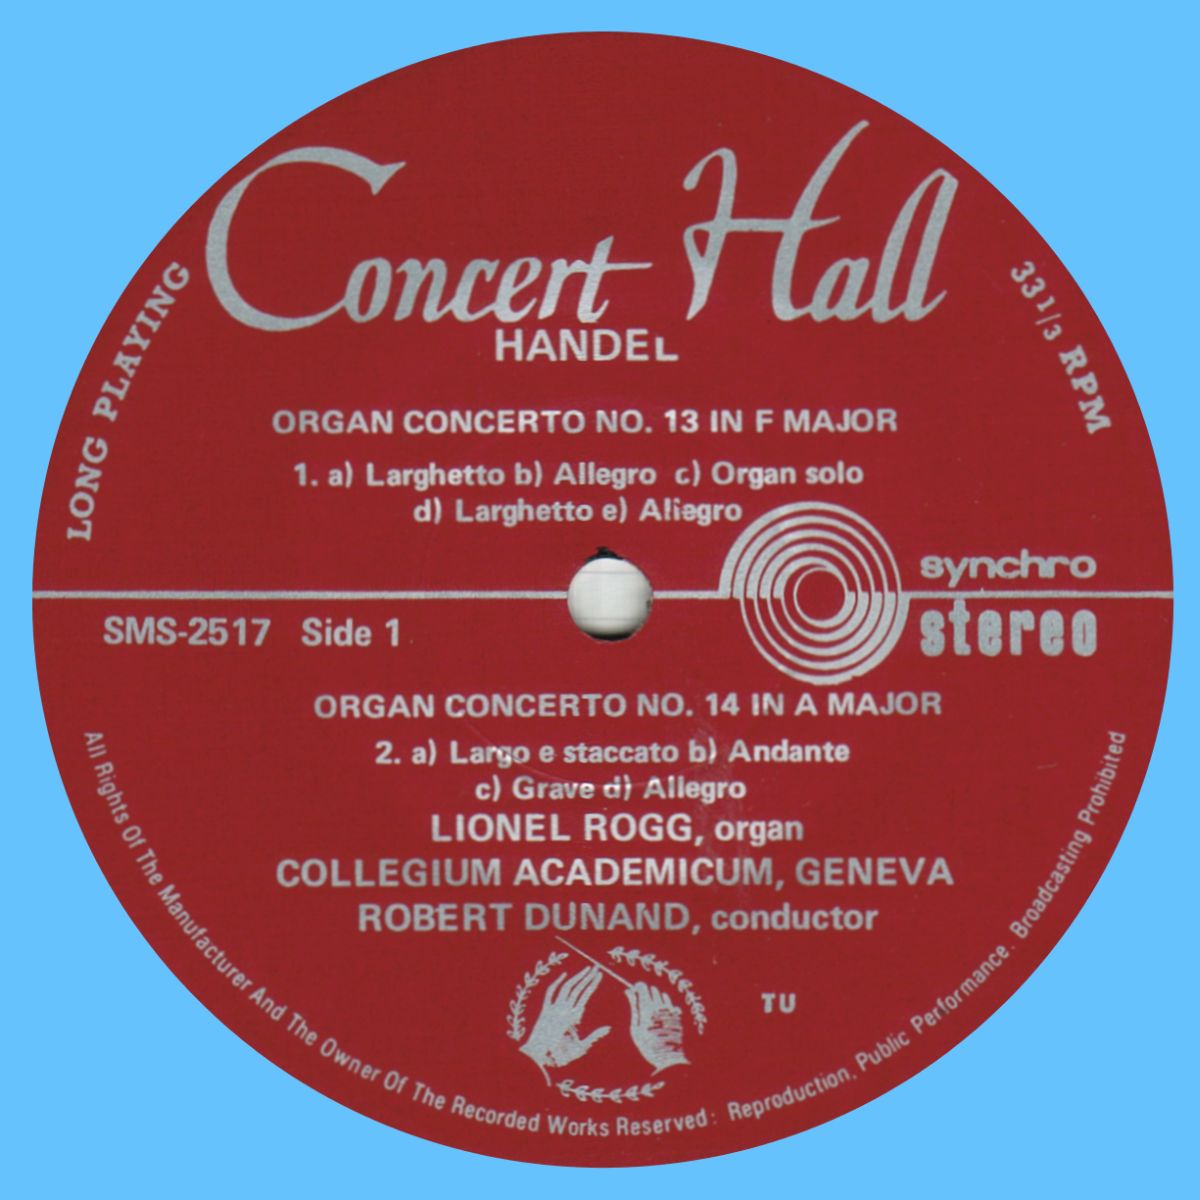 Concert Hall
LONG PLAYING
33 1/3 RPM
HANDEL
ORGAN CONCERTO NO. 13 IN F MAJOR
1. a) Larghetto b) Allegro c) Organ solo
d) Larghetto e) Allegro
synchro
stereo
SMS-2517 Side 1
ORGAN CONCERTO NO. 14 IN A MAJOR
2. a) Largo e staccato b) Andante
c) Grave d) Allegro
LIONEL ROGG, organ
COLLEGIUM ACADEMICUM, GENEVA
ROBERT DUNAND, conductor
TU
All Rights Of The Manufacturer And The Owner Of The Recorded Works Reserved: Reproduction, Public Performance. Broadcasting Prohibited